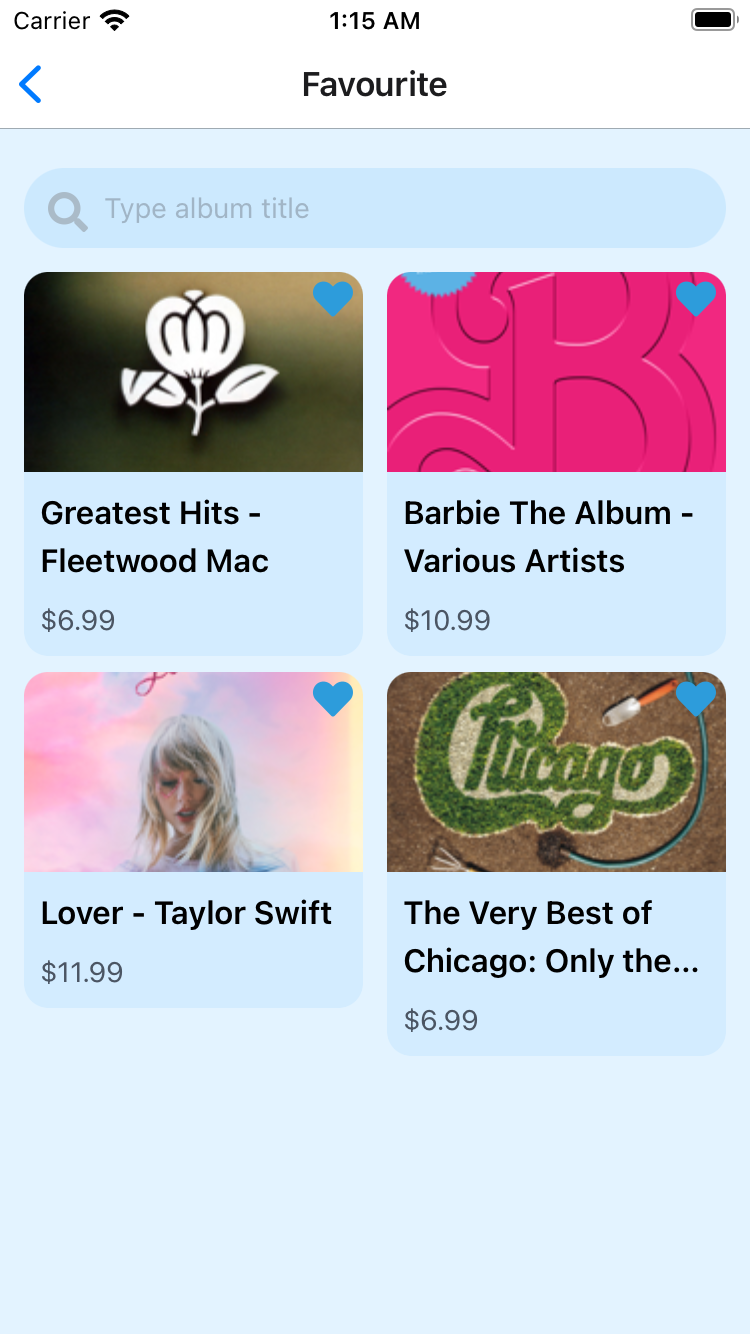 Carrier 1:15 AM
Favourite
Type album title
Greatest Hits -
Fleetwood Mac
$6.99
B
Barbie The Album -
Various Artists
$10.99
Lover - Taylor Swift
$11.99
Chicago
The Very Best of
Chicago: Only the...
$6.99